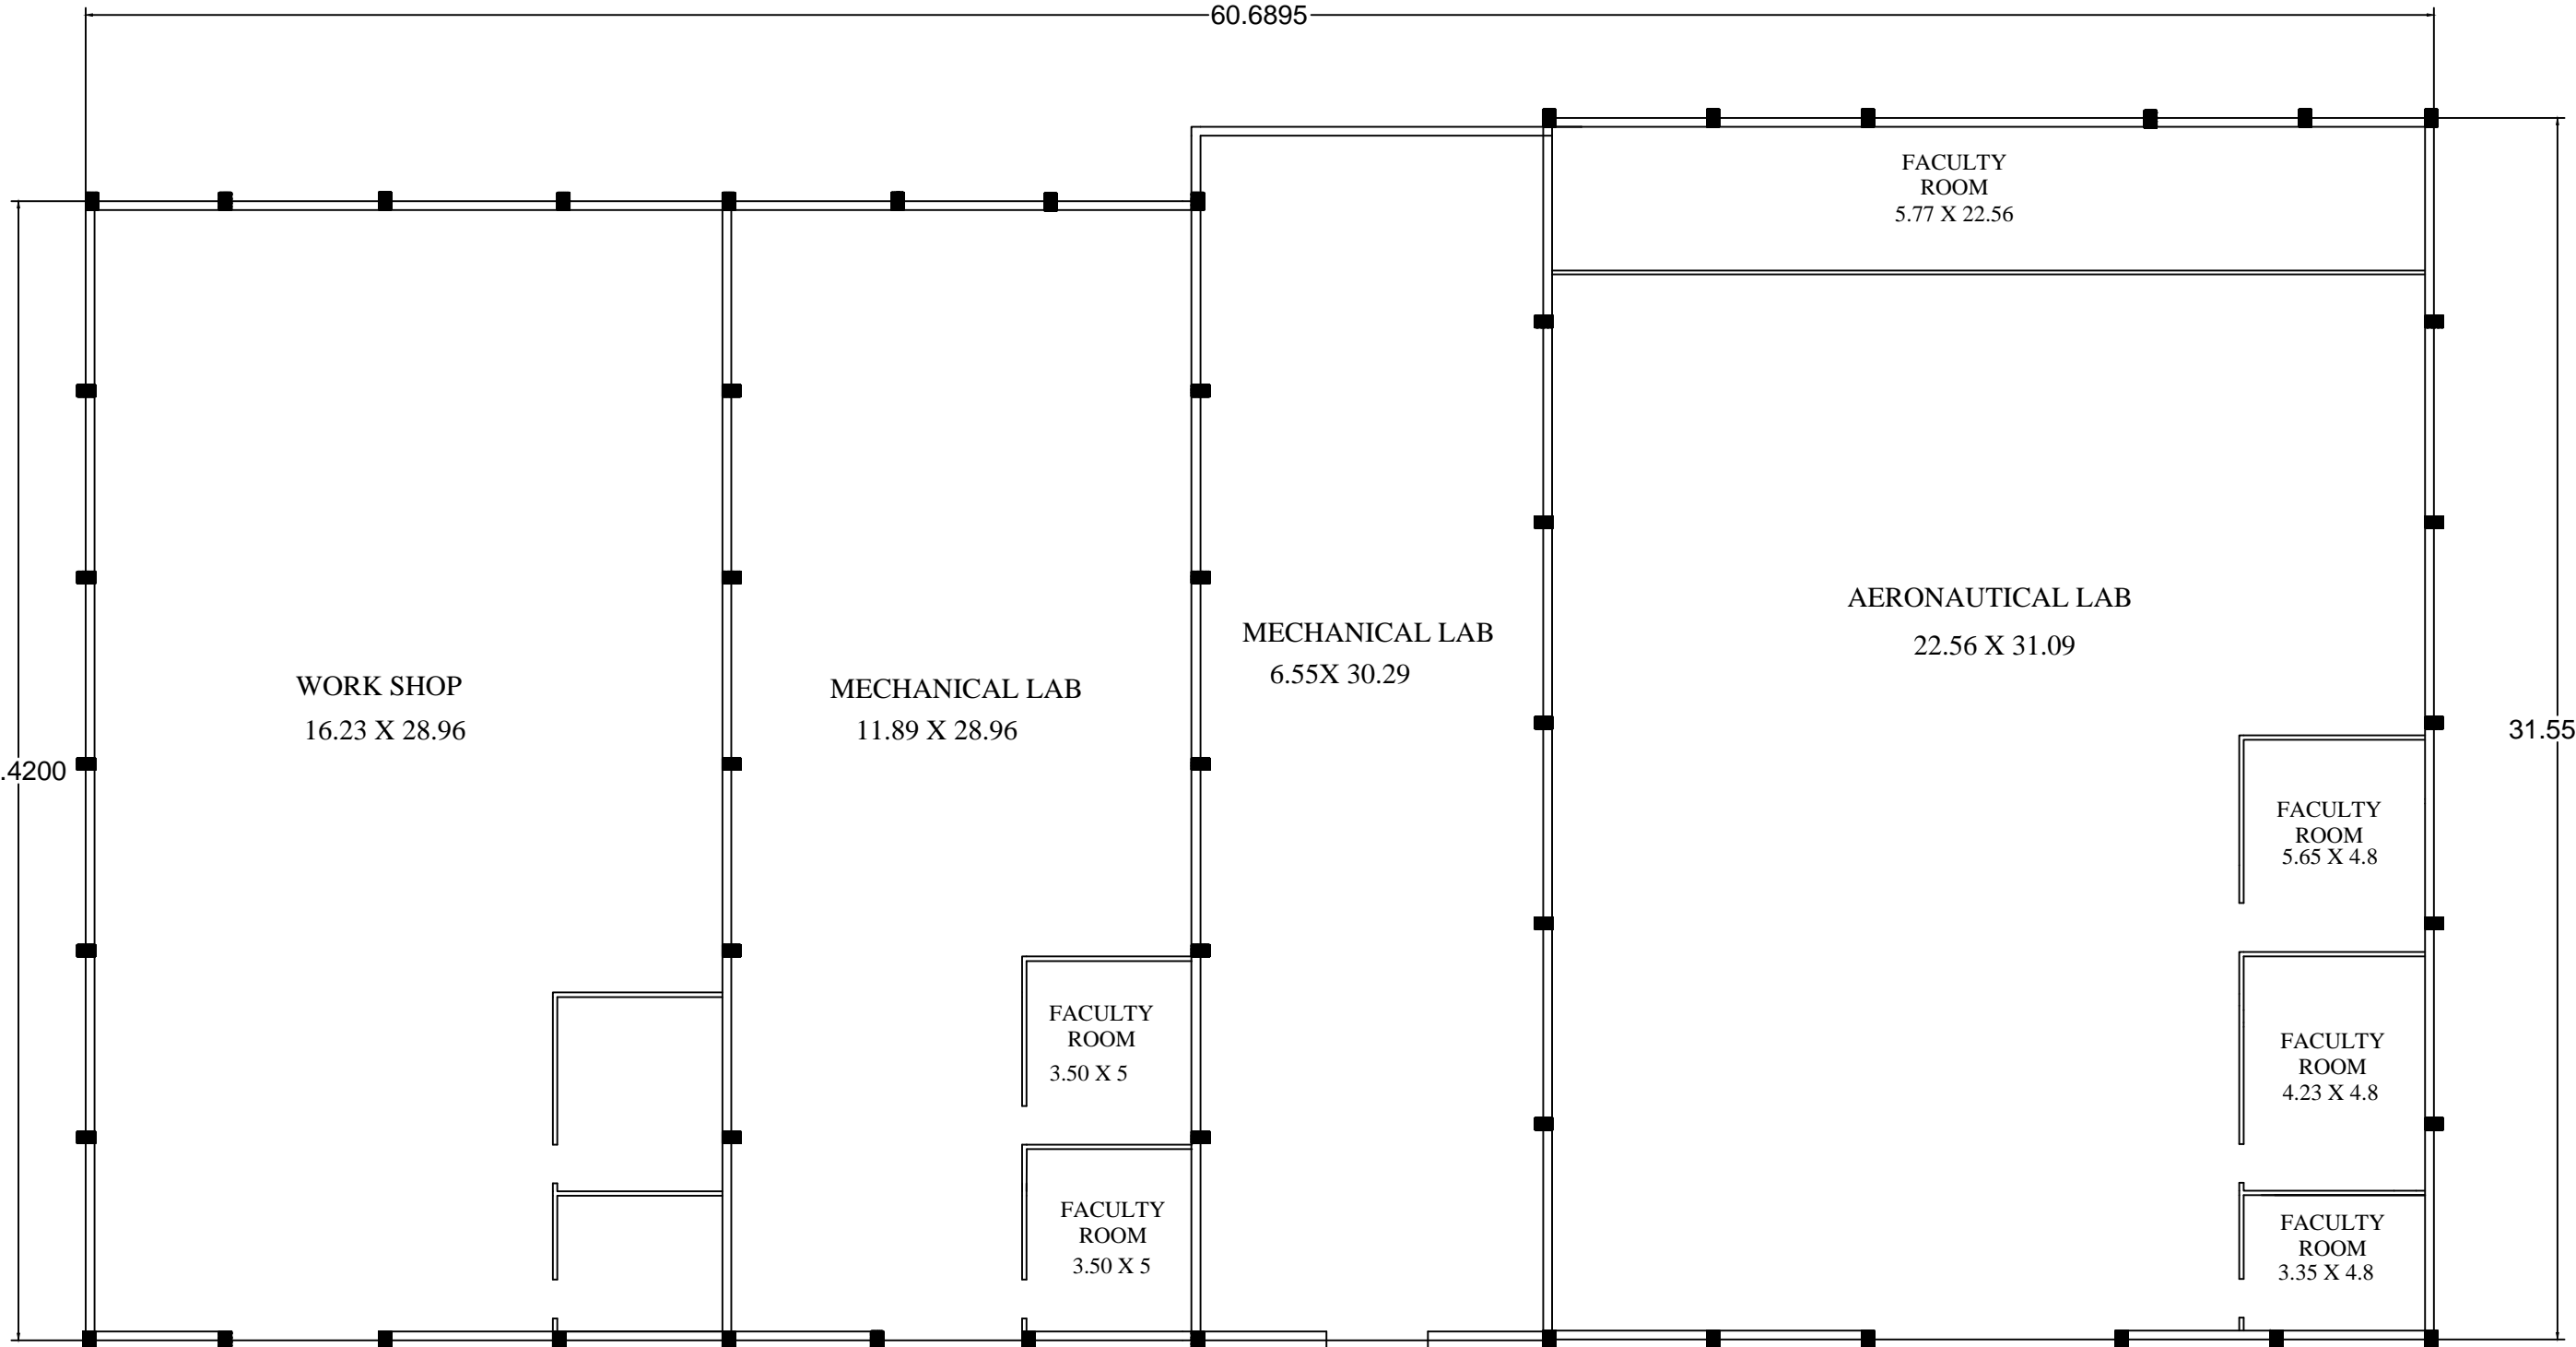 60.6895
FACULTY
ROOM
5.77 X 22.56
AERONAUTICAL LAB
22.56 X 31.09
MECHANICAL LAB
6.55X 30.29
WORK SHOP
16.23 X 28.96
MECHANICAL LAB
11.89 X 28.96
31.55
.4200
FACULTY
ROOM
5.65 X 4.8
FACULTY
ROOM
3.50 X 5
FACULTY
ROOM
4.23 X 4.8
FACULTY
ROOM
3.50 X 5
FACULTY
ROOM
3.35 X 4.8